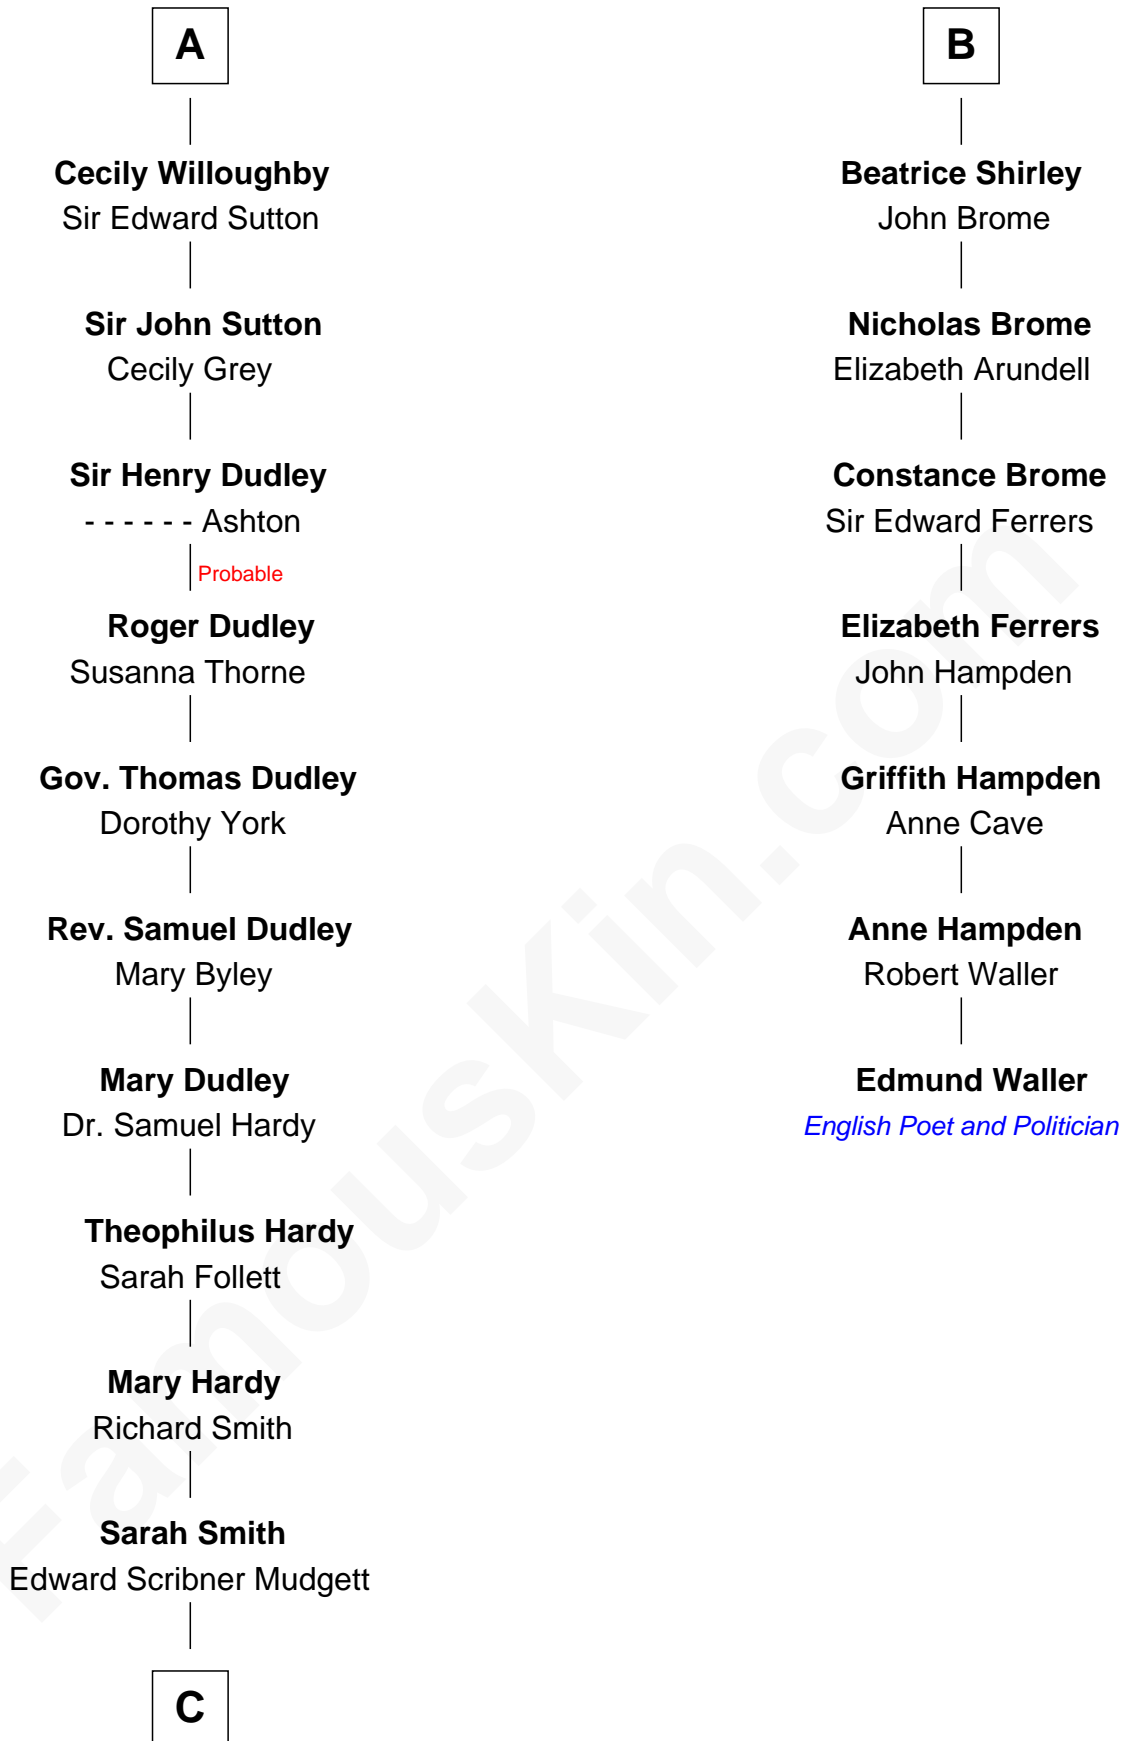 A
Cecily Willoughby
Sir Edward Sutton
Sir John Sutton
Cecily Grey
Sir Henry Dudley
- - - - - - Ashton
Probable
Roger Dudley
Susanna Thorne
Gov. Thomas Dudley
Dorothy York
Rev. Samuel Dudley
Mary Byley
Mary Dudley
Dr. Samuel Hardy
Theophilus Hardy
Sarah Follett
Mary Hardy
Richard Smith
Sarah Smith
Edward Scribner Mudgett
C
B
Beatrice Shirley
John Brome
Nicholas Brome
Elizabeth Arundell
Constance Brome
Sir Edward Ferrers
Elizabeth Ferrers
John Hampden
Griffith Hampden
Anne Cave
Anne Hampden
Robert Waller
Edmund Waller
English Poet and Politician
FamousKin.com